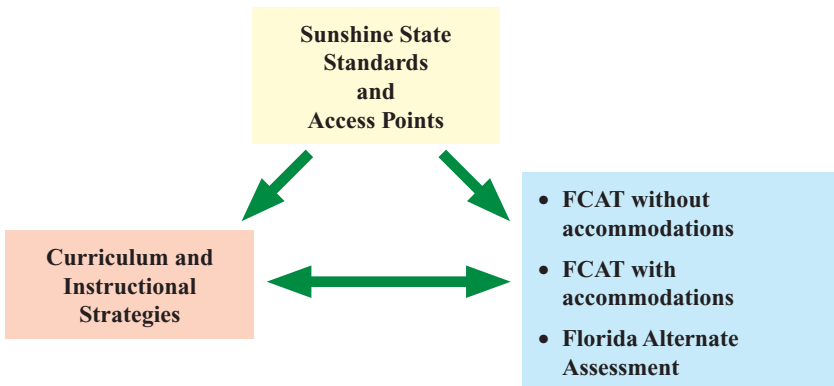 Sunshine State
Standards
and
Access Points
Curriculum and
Instructional
Strategies
• FCAT without
accommodations
• FCAT with
accommodations
• Florida Alternate
Assessment